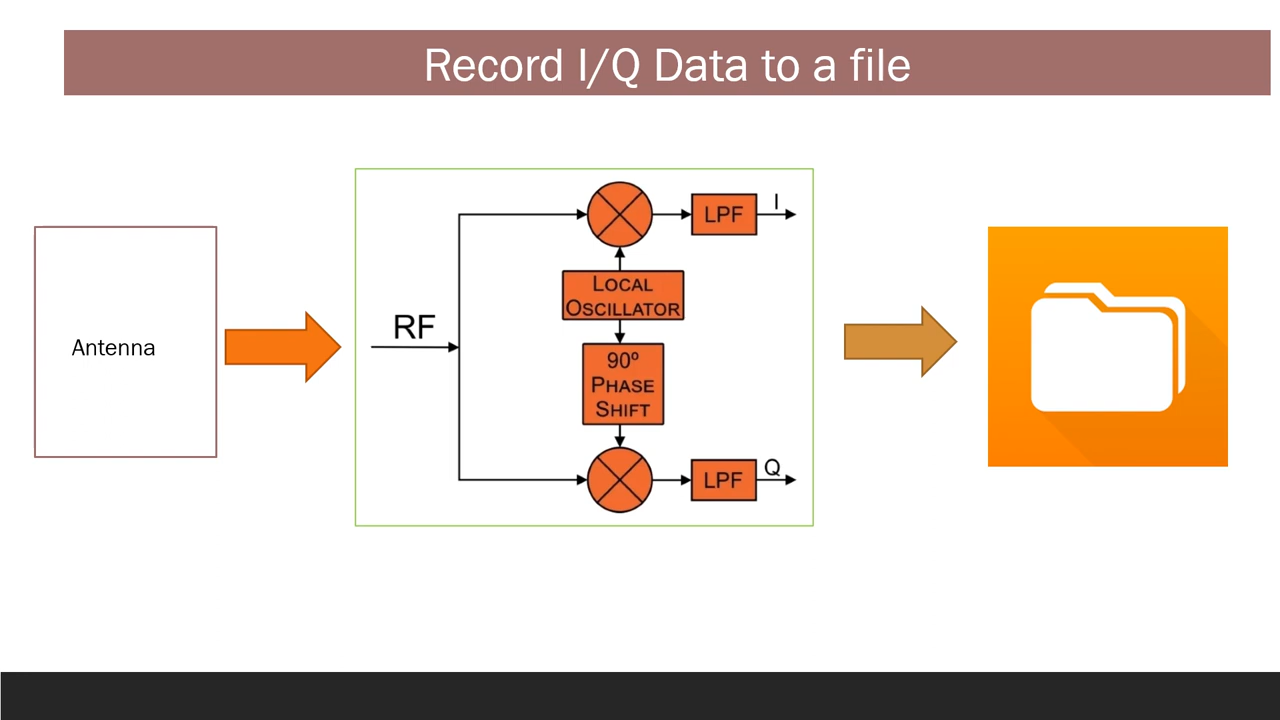 Record I/Q Data to a file
Antenna
RF
LPF
I
LOCAL
OSCILLATOR
90º
PHASE
SHIFT
LPF
Q